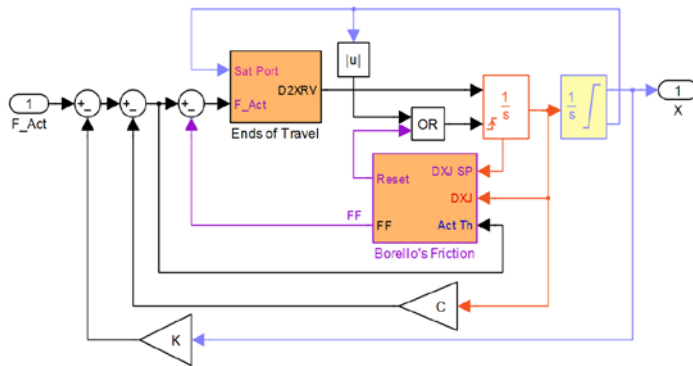 |u|
Sat Port
D2XRV
F_Act
Ends of Travel
1
F_Act
+
−
+
−
+
−
OR
1
s
1
s
1
X
Reset
DXJ SP
DXJ
FF
FF
Act Th
Borello's Friction
C
K